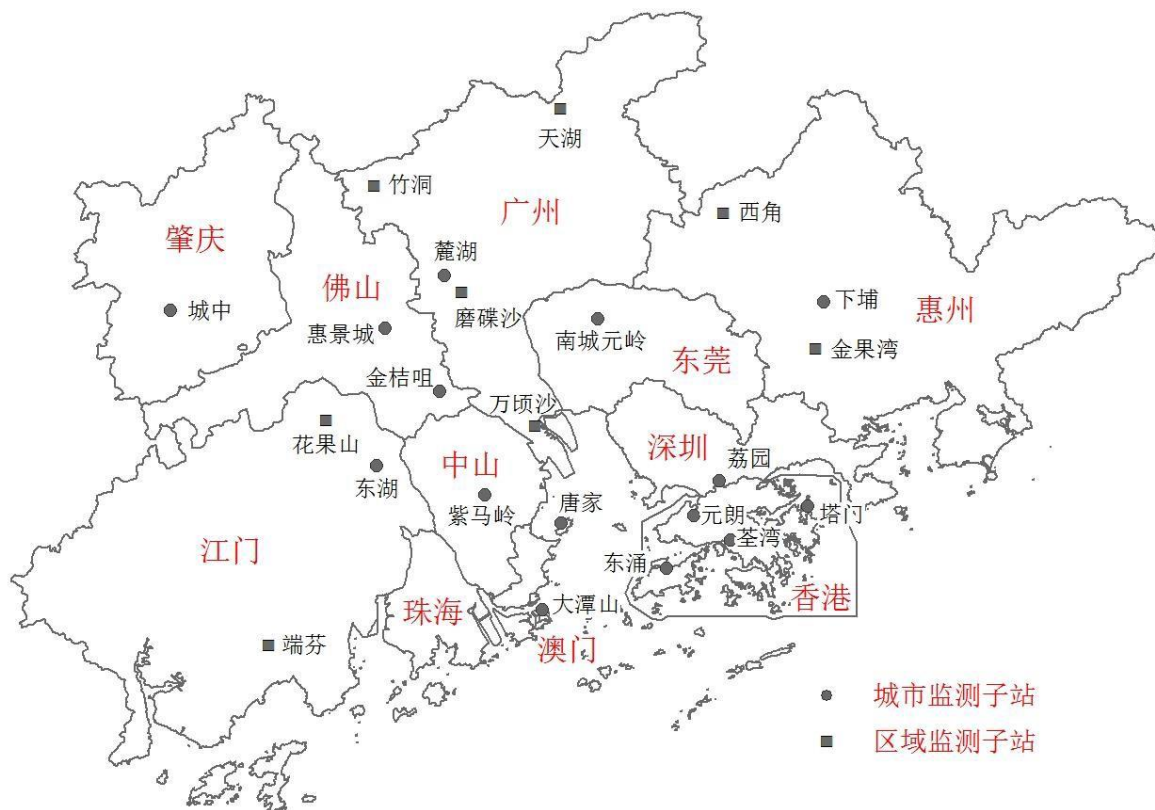 天湖
竹洞
广州
西角
肇庆
麓湖
佛山
磨碟沙
城中
惠景城
南城元岭
下埔
惠州
东莞
金果湾
金桔咀
万顷沙
花果山
中山
深圳
荔园
东湖
紫马岭
唐家
元朗
塔门
荃湾
江门
东涌
珠海
大潭山
香港
端芬
澳门
城市监测子站
区域监测子站